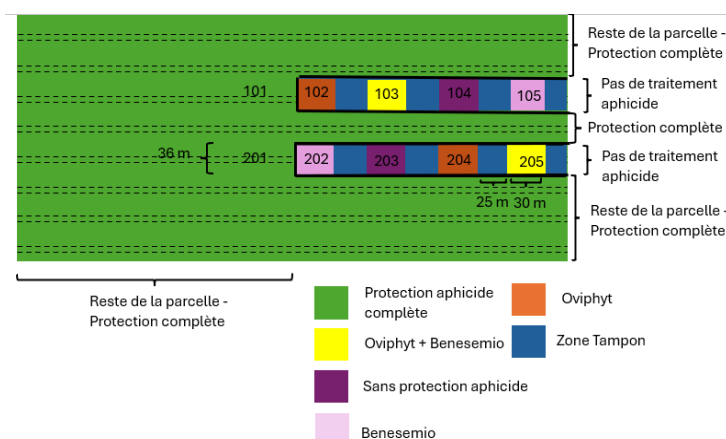 Reste de la parcelle -
Protection complète
101 102 103 104 105
Pas de traitement
aphicide
Protection complète
36 m
201 202 203 204 205
Pas de traitement
aphicide
25 m 30 m
Reste de la parcelle -
Protection complète
Reste de la parcelle -
Protection complète
Protection aphicide
complète
Oviphyt
Oviphyt + Benesemio
Zone Tampon
Sans protection aphicide
Benesemio